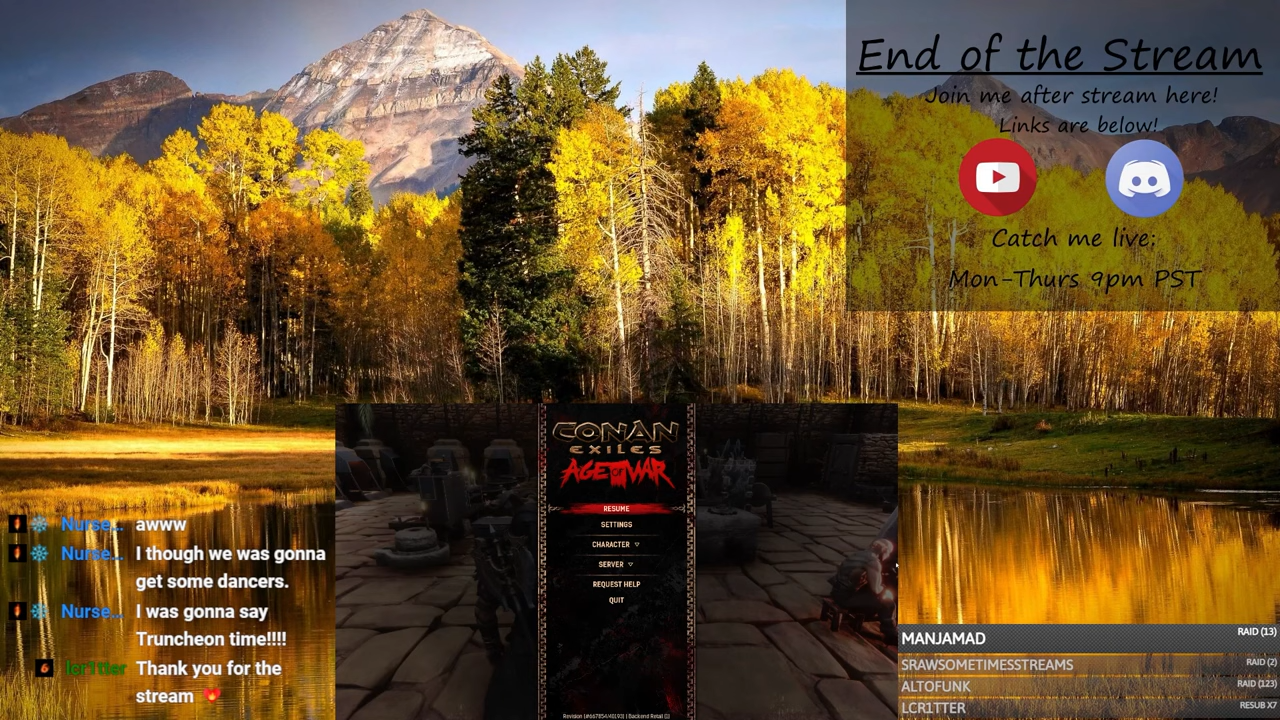 End of the Stream
Join me after stream here!
Links are below!
Catch me live:
Mon-Thurs 9pm PST
CONAN
EXILES
AGE OF WAR
RESUME
SETTINGS
CHARACTER
SERVER
REQUEST HELP
QUIT
Nurse... awww
Nurse... I though we was gonna
get some dancers.
Nurse... I was gonna say
Truncheon time!!!!
6 lcr1tter Thank you for the
stream
MANJAMAD RAID (13)
SRAWSOMETIMESSTREAMS RAID (2)
ALTOFUNK RAID (123)
LCR1TTER RESUB X7